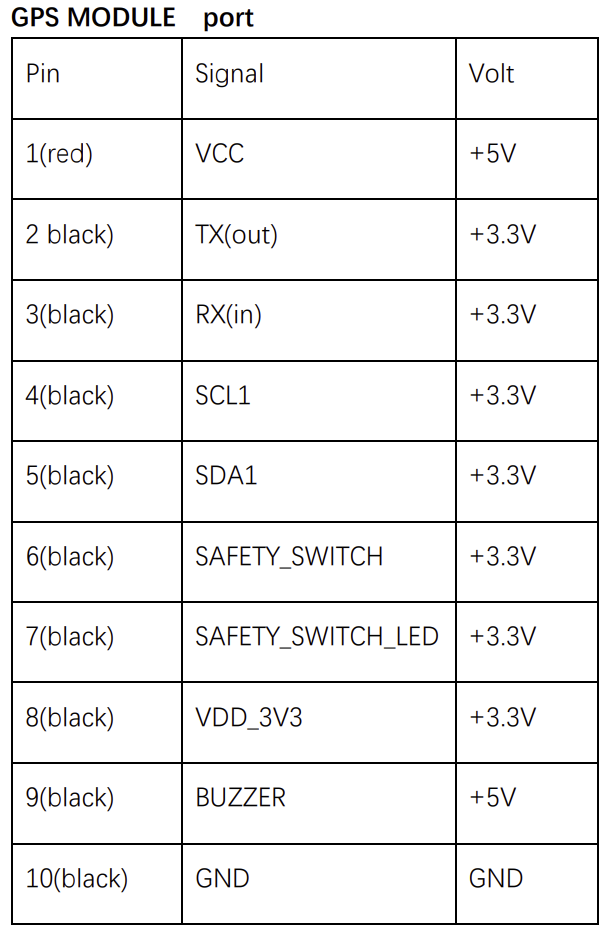 GPS MODULE port
Pin Signal Volt
1(red) VCC +5V
2 black) TX(out) +3.3V
3(black) RX(in) +3.3V
4(black) SCL1 +3.3V
5(black) SDA1 +3.3V
6(black) SAFETY_SWITCH +3.3V
7(black) SAFETY_SWITCH_LED +3.3V
8(black) VDD_3V3 +3.3V
9(black) BUZZER +5V
10(black) GND GND